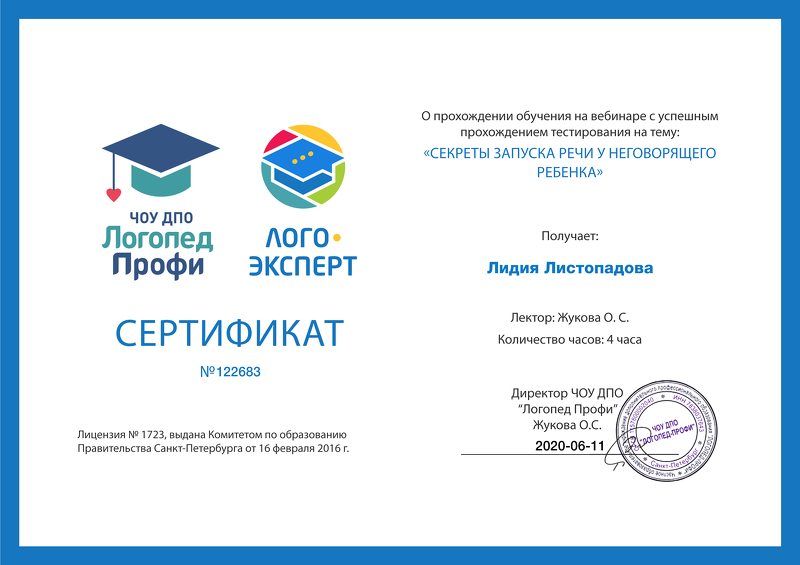 ЧОУ ДПО
Логопед
Профи
ЛОГО
ЭКСПЕРТ
СЕРТИФИКАТ
№122683
Лицензия № 1723, выдана Комитетом по образованию
Правительства Санкт-Петербурга от 16 февраля 2016 г.
О прохождении обучения на вебинаре с успешным
прохождением тестирования на тему:
«СЕКРЕТЫ ЗАПУСКА РЕЧИ У НЕГОВОРЯЩЕГО
РЕБЕНКА»
Получает:
Лидия Листопадова
Лектор: Жукова О. С.
Количество часов: 4 часа
Директор ЧОУ ДПО
“Логопед Профи”
Жукова О.С.
2020-06-11
ЧОУ ДПО
"ЛОГОПЕД-ПРОФИ"
Санкт-Петербург